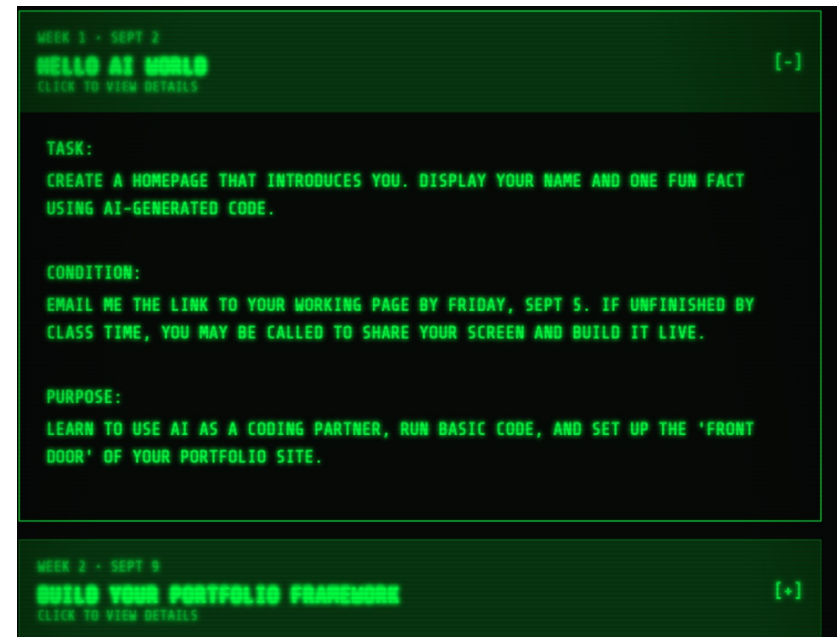 WEEK 1 - SEPT 2
HELLO AI WORLD
[-]
CLICK TO VIEW DETAILS
TASK:
CREATE A HOMEPAGE THAT INTRODUCES YOU. DISPLAY YOUR NAME AND ONE FUN FACT
USING AI-GENERATED CODE.
CONDITION:
EMAIL ME THE LINK TO YOUR WORKING PAGE BY FRIDAY, SEPT 5. IF UNFINISHED BY
CLASS TIME, YOU MAY BE CALLED TO SHARE YOUR SCREEN AND BUILD IT LIVE.
PURPOSE:
LEARN TO USE AI AS A CODING PARTNER, RUN BASIC CODE, AND SET UP THE 'FRONT
DOOR' OF YOUR PORTFOLIO SITE.
WEEK 2 - SEPT 9
BUILD YOUR PORTFOLIO FRAMEWORK
[+]
CLICK TO VIEW DETAILS